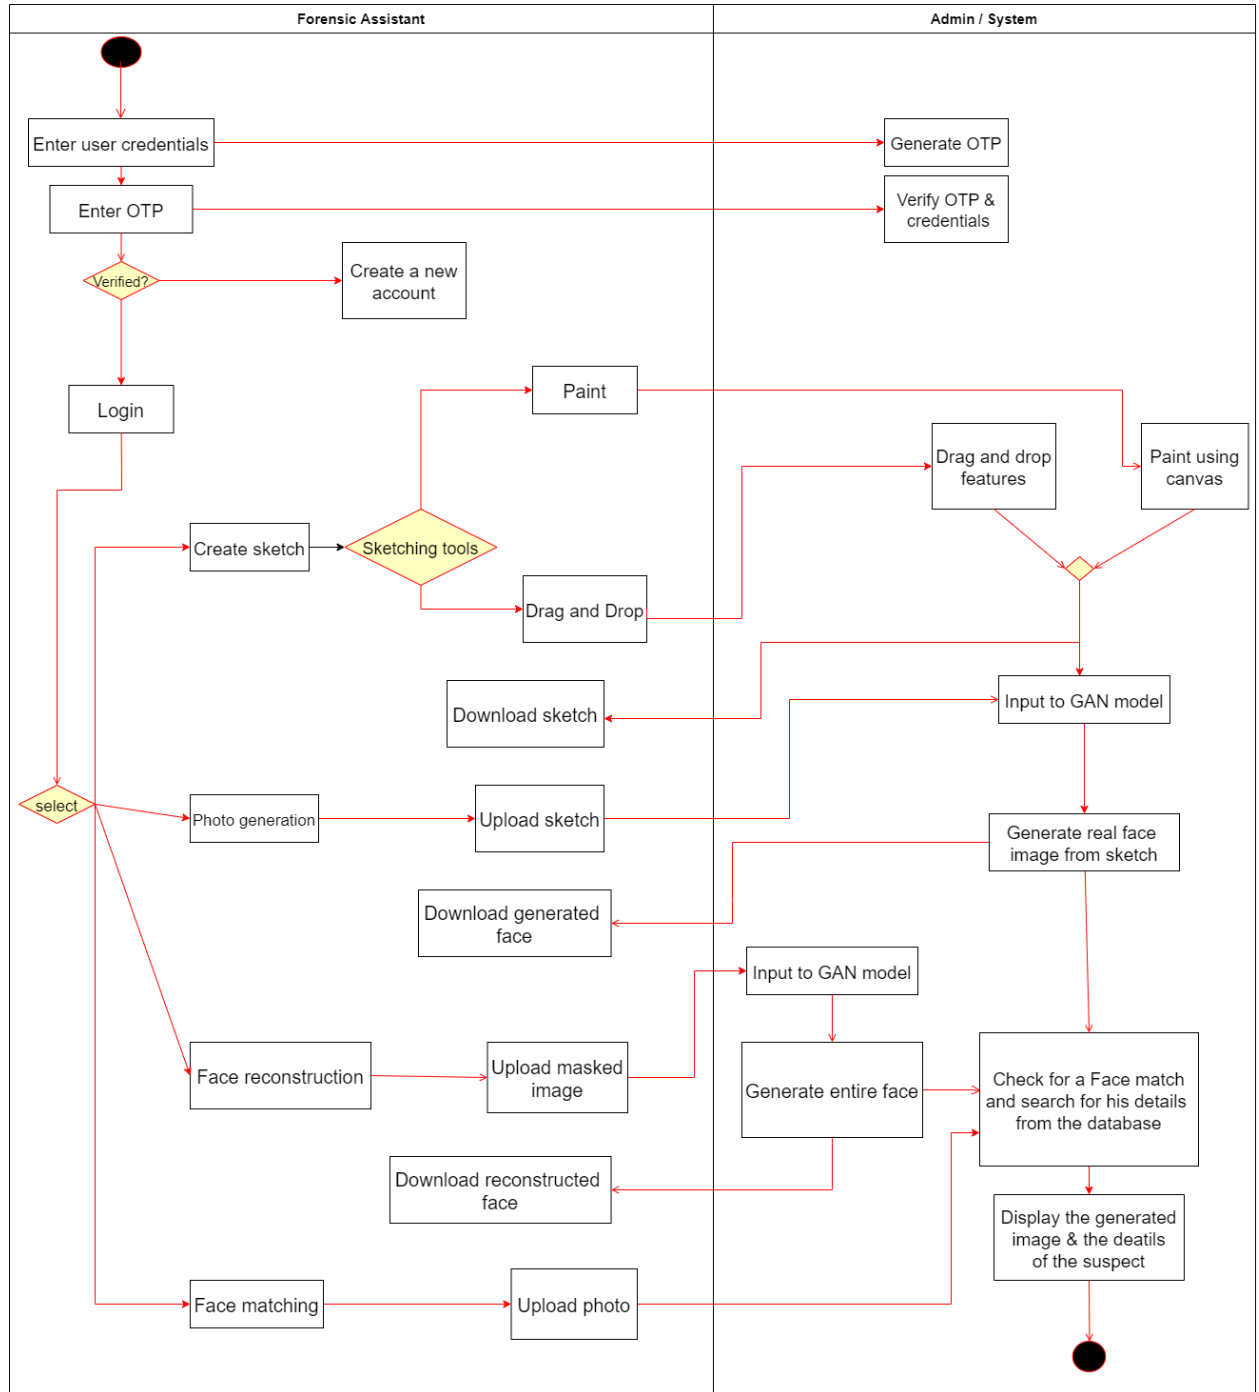 Forensic Assistant
Admin / System
Enter user credentials
Generate OTP
Enter OTP
Verify OTP &
credentials
Verified?
Create a new
account
Login
Paint
Drag and drop
features
Paint using
canvas
Create sketch
Sketching tools
Drag and Drop
Download sketch
Input to GAN model
select
Photo generation
Upload sketch
Generate real face
image from sketch
Download generated
face
Input to GAN model
Face reconstruction
Upload masked
image
Generate entire face
Check for a Face match
and search for his details
from the database
Download reconstructed
face
Display the generated
image & the deatils
of the suspect
Face matching
Upload photo